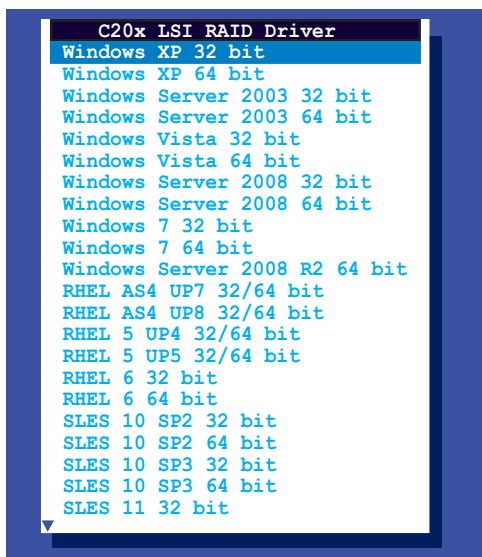 C20x LSI RAID Driver
Windows XP 32 bit
Windows XP 64 bit
Windows Server 2003 32 bit
Windows Server 2003 64 bit
Windows Vista 32 bit
Windows Vista 64 bit
Windows Server 2008 32 bit
Windows Server 2008 64 bit
Windows 7 32 bit
Windows 7 64 bit
Windows Server 2008 R2 64 bit
RHEL AS4 UP7 32/64 bit
RHEL AS4 UP8 32/64 bit
RHEL 5 UP4 32/64 bit
RHEL 5 UP5 32/64 bit
RHEL 6 32 bit
RHEL 6 64 bit
SLES 10 SP2 32 bit
SLES 10 SP2 64 bit
SLES 10 SP3 32 bit
SLES 10 SP3 64 bit
SLES 11 32 bit